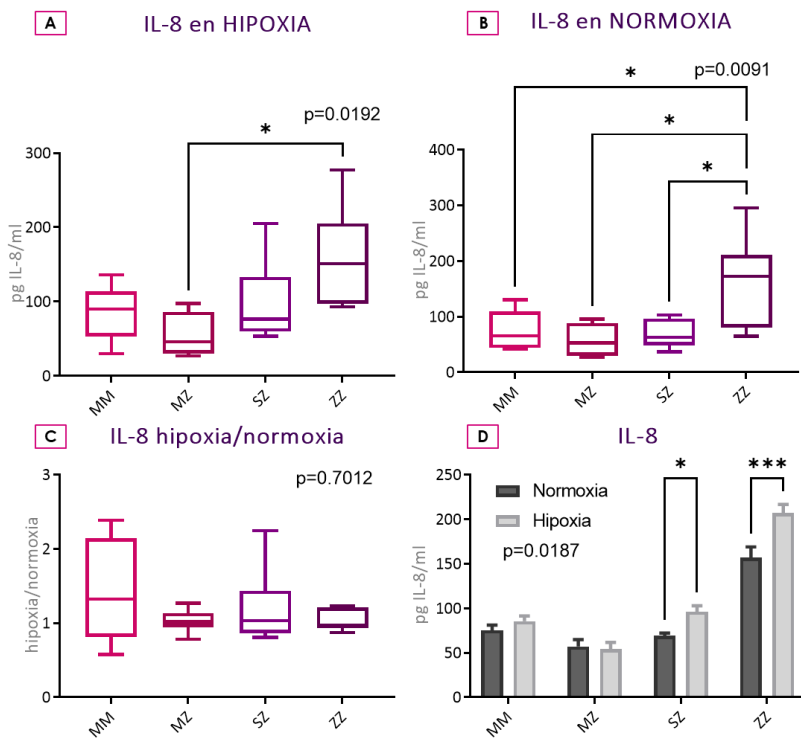 A
IL-8 en HIPOXIA
p=0.0192
*
300
200
100
0
pg IL-8/ml
MM
MZ
SZ
ZZ
B
IL-8 en NORMOXIA
p=0.0091
*
*
*
400
300
200
100
0
pg IL-8/ml
MM
MZ
SZ
ZZ
C
IL-8 hipoxia/normoxia
p=0.7012
3
2
1
0
hipoxia/normoxia
MM
MZ
SZ
ZZ
D
IL-8
Normoxia
Hipoxia
p=0.0187
*
***
250
200
150
100
50
0
pg IL-8/ml
MM
MZ
SZ
ZZ